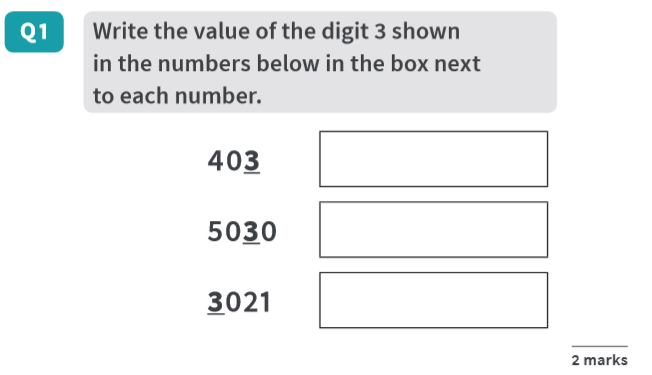 Q1
Write the value of the digit 3 shown
in the numbers below in the box next
to each number.
403
5030
3021
2 marks